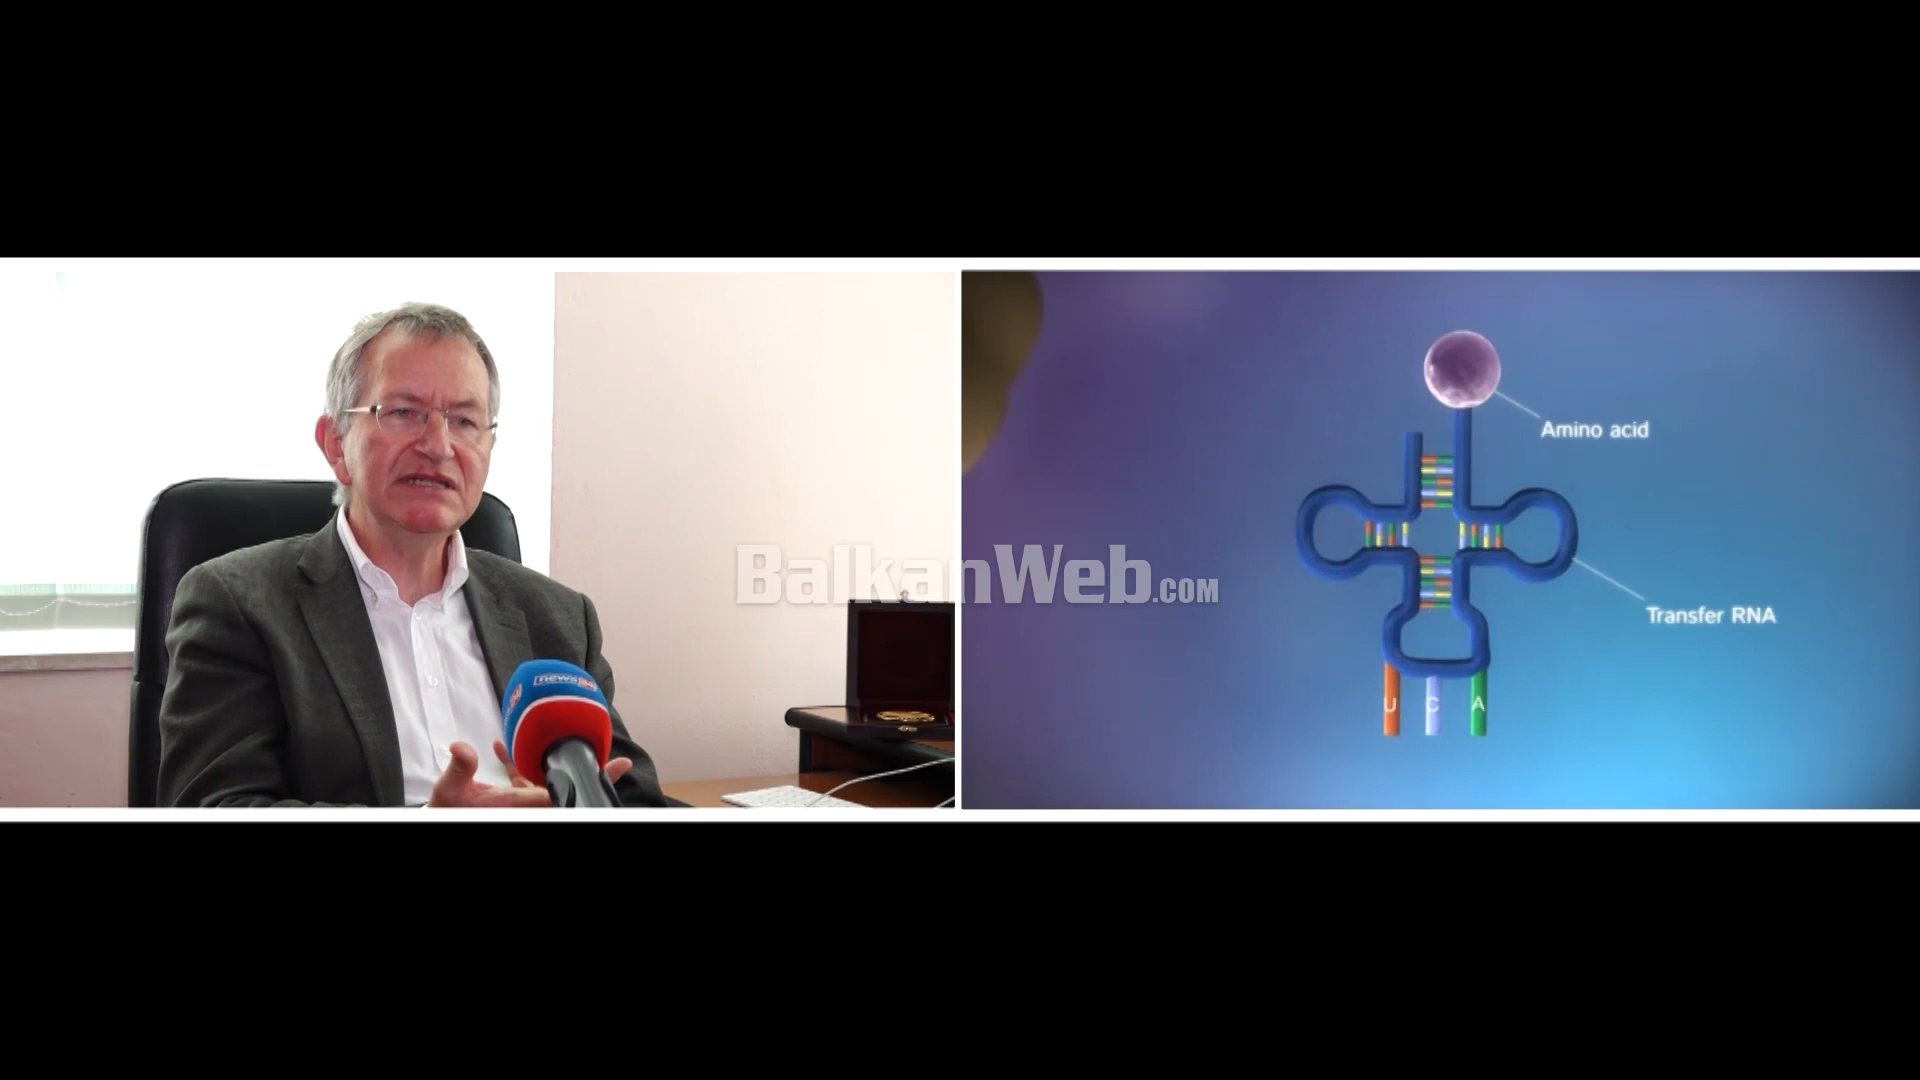 news24
BalkanWeb.com
Amino acid
Transfer RNA
U C A